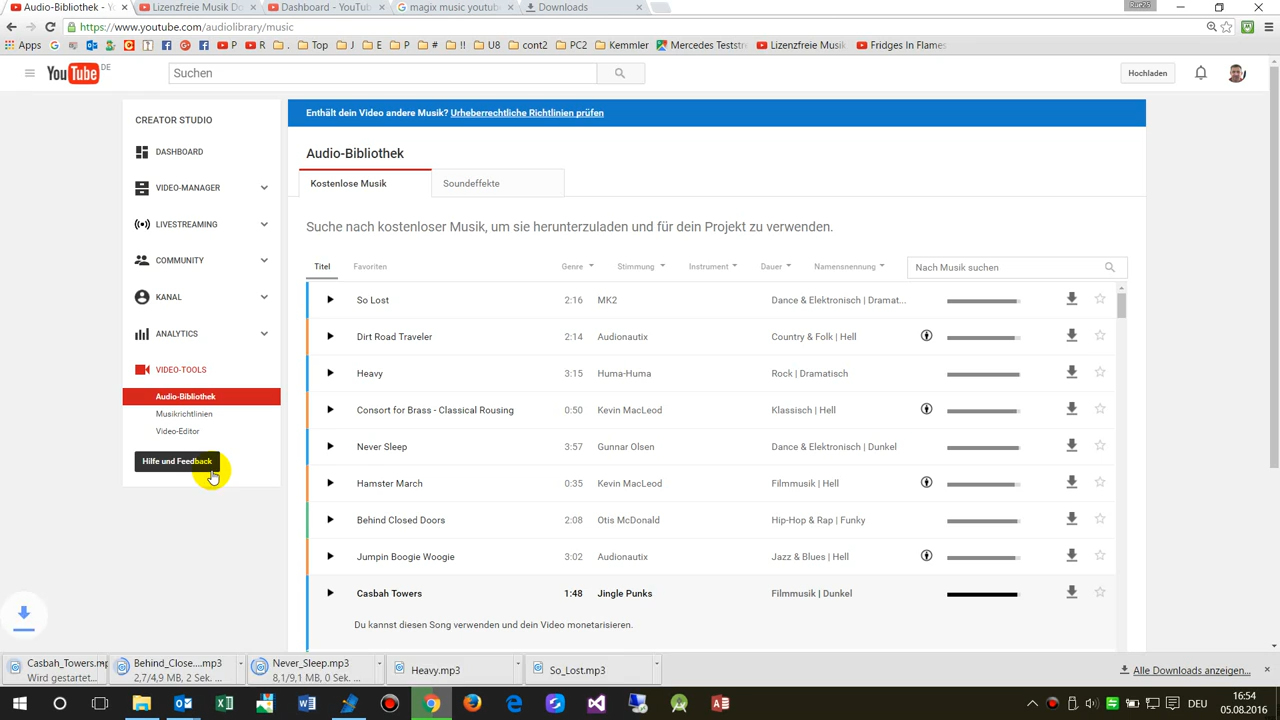 Audio-Bibliothek - Y
Lizenzfreie Musik Do
Dashboard - YouTub
magix music youtube
Downloads
https://www.youtube.com/audiolibrary/music
Apps P R Top J E P # !! U8 cont2 PC2 Kemmler Mercedes Teststr Lizenzfreie Musik Fridges In Flames
YouTube DE
Suchen
Hochladen
CREATOR STUDIO
DASHBOARD
VIDEO-MANAGER
LIVESTREAMING
COMMUNITY
KANAL
ANALYTICS
VIDEO-TOOLS
Audio-Bibliothek
Musikrichtlinien
Video-Editor
Hilfe und Feedback
Enthält dein Video andere Musik? Urheberrechtliche Richtlinien prüfen
Audio-Bibliothek
Kostenlose Musik Soundeffekte
Suche nach kostenloser Musik, um sie herunterzuladen und für dein Projekt zu verwenden.
Titel Favoriten Genre Stimmung Instrument Dauer Namensnennung Nach Musik suchen
So Lost 2:16 MK2 Dance & Elektronisch | Dramat...
Dirt Road Traveler 2:14 Audionautix Country & Folk | Hell
Heavy 3:15 Huma-Huma Rock | Dramatisch
Consort for Brass - Classical Rousing 0:50 Kevin MacLeod Klassisch | Hell
Never Sleep 3:57 Gunnar Olsen Dance & Elektronisch | Dunkel
Hamster March 0:35 Kevin MacLeod Filmmusik | Hell
Behind Closed Doors 2:08 Otis McDonald Hip-Hop & Rap | Funky
Jumpin Boogie Woogie 3:02 Audionautix Jazz & Blues | Hell
Casbah Towers 1:48 Jingle Punks Filmmusik | Dunkel
Du kannst diesen Song verwenden und dein Video monetarisieren.
Casbah_Towers.mp
Wird gestartet...
Behind_Close....mp3
2,7/4,9 MB, 2 Sek.
Never_Sleep.mp3
8,1/9,1 MB, 0 Sek.
Heavy.mp3
So_Lost.mp3
Alle Downloads anzeigen...
DEU
16:54
05.08.2016